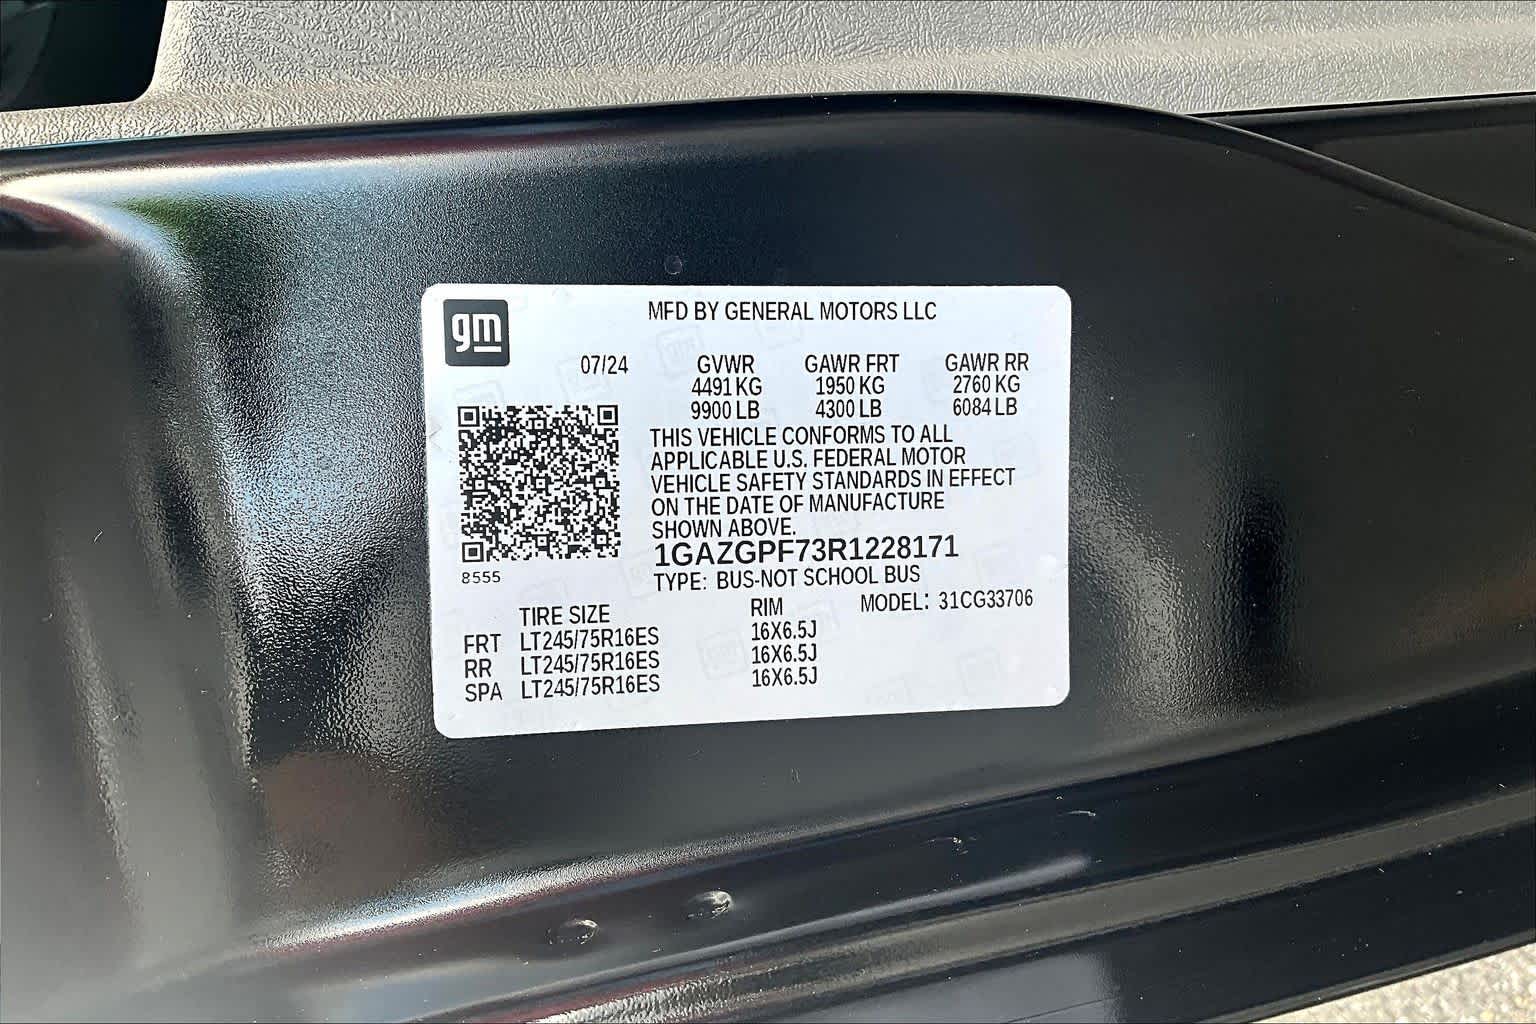 gm
MFD BY GENERAL MOTORS LLC
07/24 GVWR GAWR FRT GAWR RR
4491 KG 1950 KG 2760 KG
9900 LB 4300 LB 6084 LB
THIS VEHICLE CONFORMS TO ALL
APPLICABLE U.S. FEDERAL MOTOR
VEHICLE SAFETY STANDARDS IN EFFECT
ON THE DATE OF MANUFACTURE
SHOWN ABOVE.
1GAZGPF73R1228171
8555
TYPE: BUS-NOT SCHOOL BUS
TIRE SIZE RIM MODEL: 31CG33706
FRT LT245/75R16ES 16X6.5J
RR LT245/75R16ES 16X6.5J
SPA LT245/75R16ES 16X6.5J